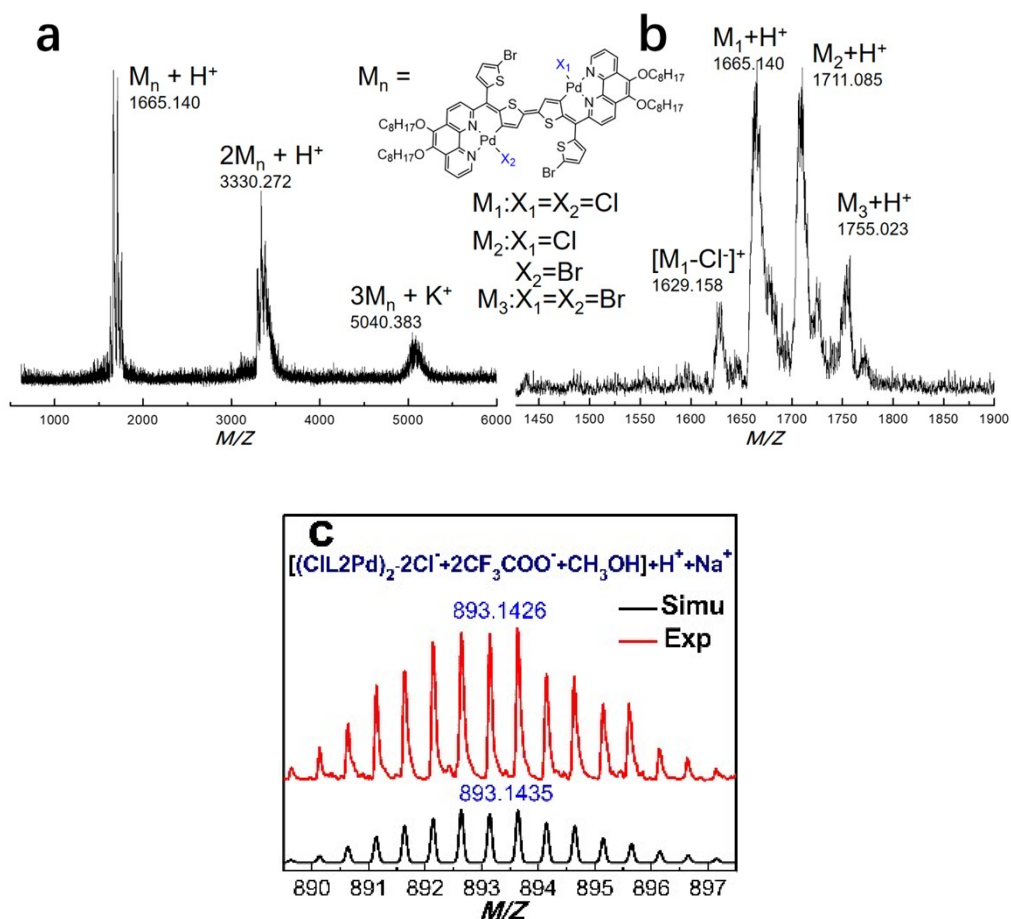 a
Mₙ + H⁺
1665.140
2Mₙ + H⁺
3330.272
3Mₙ + K⁺
5040.383
1000 2000 3000 4000 5000 6000
M/Z
Mₙ =
Br
S
X₁
Pd
N
N
OC₈H₁₇
OC₈H₁₇
S
S
C₈H₁₇O
C₈H₁₇O
N
N
Pd
X₂
S
Br
M₁:X₁=X₂=Cl
M₂:X₁=Cl
X₂=Br
M₃:X₁=X₂=Br
b
M₁+H⁺
1665.140
M₂+H⁺
1711.085
M₃+H⁺
1755.023
[M₁-Cl⁻]⁺
1629.158
1450 1500 1550 1600 1650 1700 1750 1800 1850 1900
M/Z
c
[(ClL2Pd)₂-2Cl⁻+2CF₃COO⁻+CH₃OH]+H⁺+Na⁺
893.1426
Simu
Exp
893.1435
890 891 892 893 894 895 896 897
M/Z